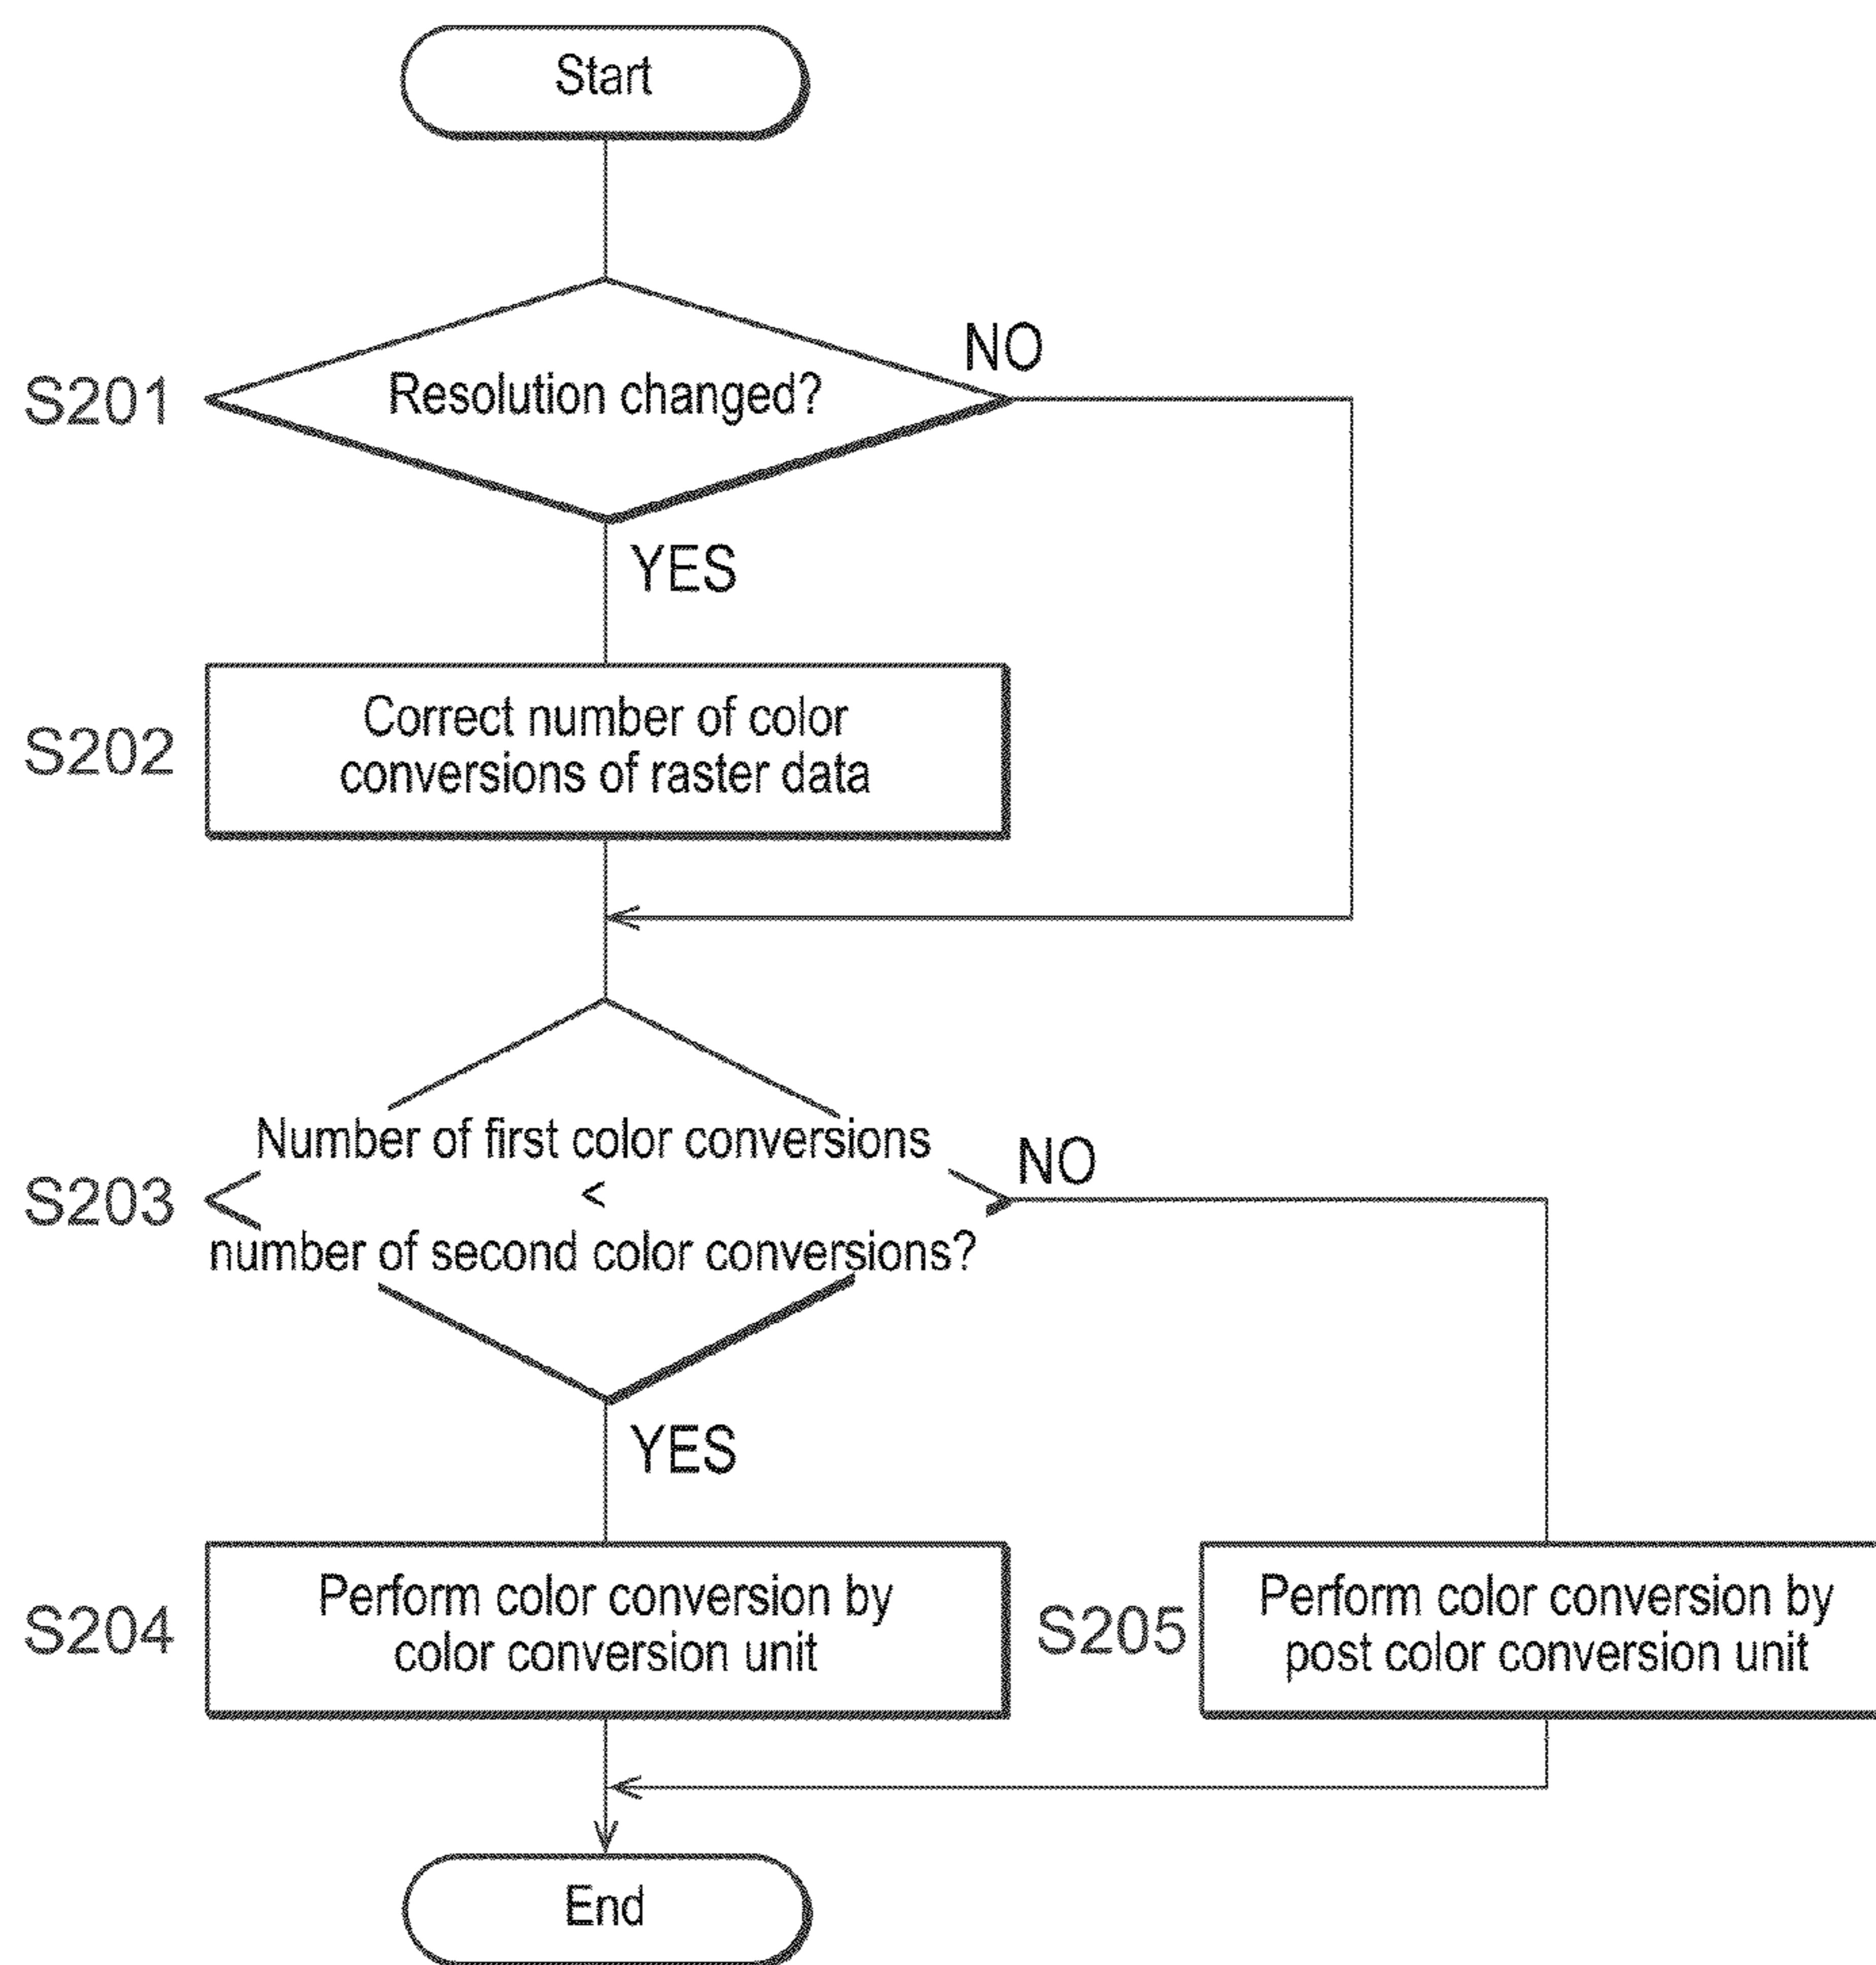 Start
S201
Resolution changed?
NO
YES
S202
Correct number of color
conversions of raster data
S203
Number of first color conversions
<
number of second color conversions?
NO
YES
S204
Perform color conversion by
color conversion unit
S205
Perform color conversion by
post color conversion unit
End